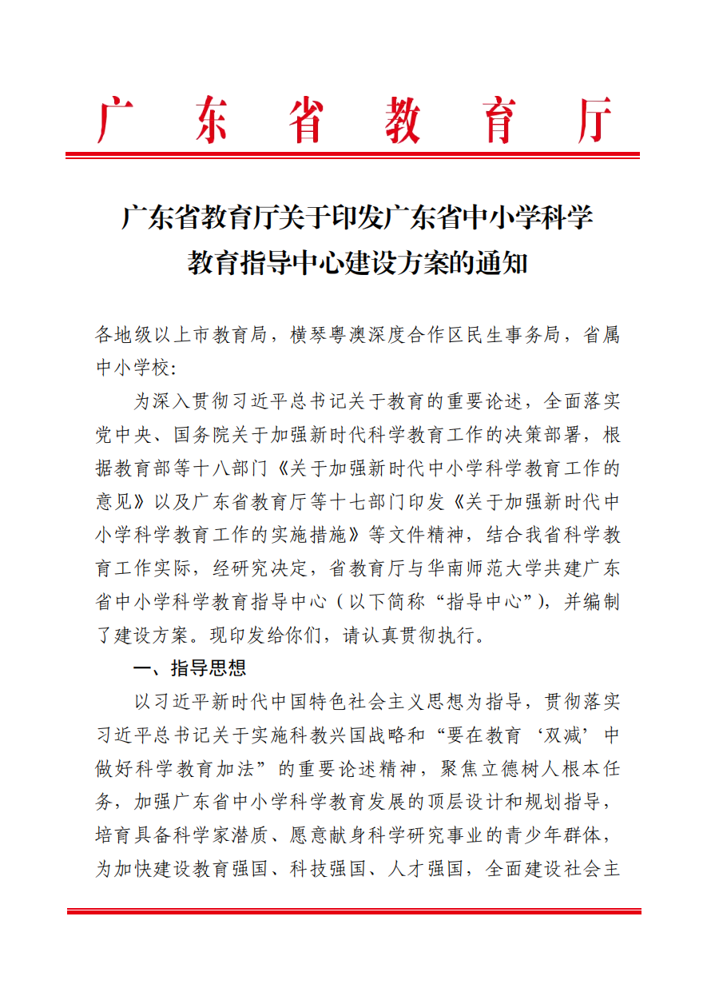 广东省教育厅
广东省教育厅关于印发广东省中小学科学
教育指导中心建设方案的通知
各地级以上市教育局，横琴粤澳深度合作区民生事务局，省属
中小学校：
为深入贯彻习近平总书记关于教育的重要论述，全面落实
党中央、国务院关于加强新时代科学教育工作的决策部署，根
据教育部等十八部门《关于加强新时代中小学科学教育工作的
意见》以及广东省教育厅等十七部门印发《关于加强新时代中
小学科学教育工作的实施措施》等文件精神，结合我省科学教
育工作实际，经研究决定，省教育厅与华南师范大学共建广东
省中小学科学教育指导中心（以下简称“指导中心”），并编制
了建设方案。现印发给你们，请认真贯彻执行。
一、指导思想
以习近平新时代中国特色社会主义思想为指导，贯彻落实
习近平总书记关于实施科教兴国战略和“要在教育‘双减’中
做好科学教育加法”的重要论述精神，聚焦立德树人根本任
务，加强广东省中小学科学教育发展的顶层设计和规划指导，
培育具备科学家潜质、愿意献身科学研究事业的青少年群体，
为加快建设教育强国、科技强国、人才强国，全面建设社会主